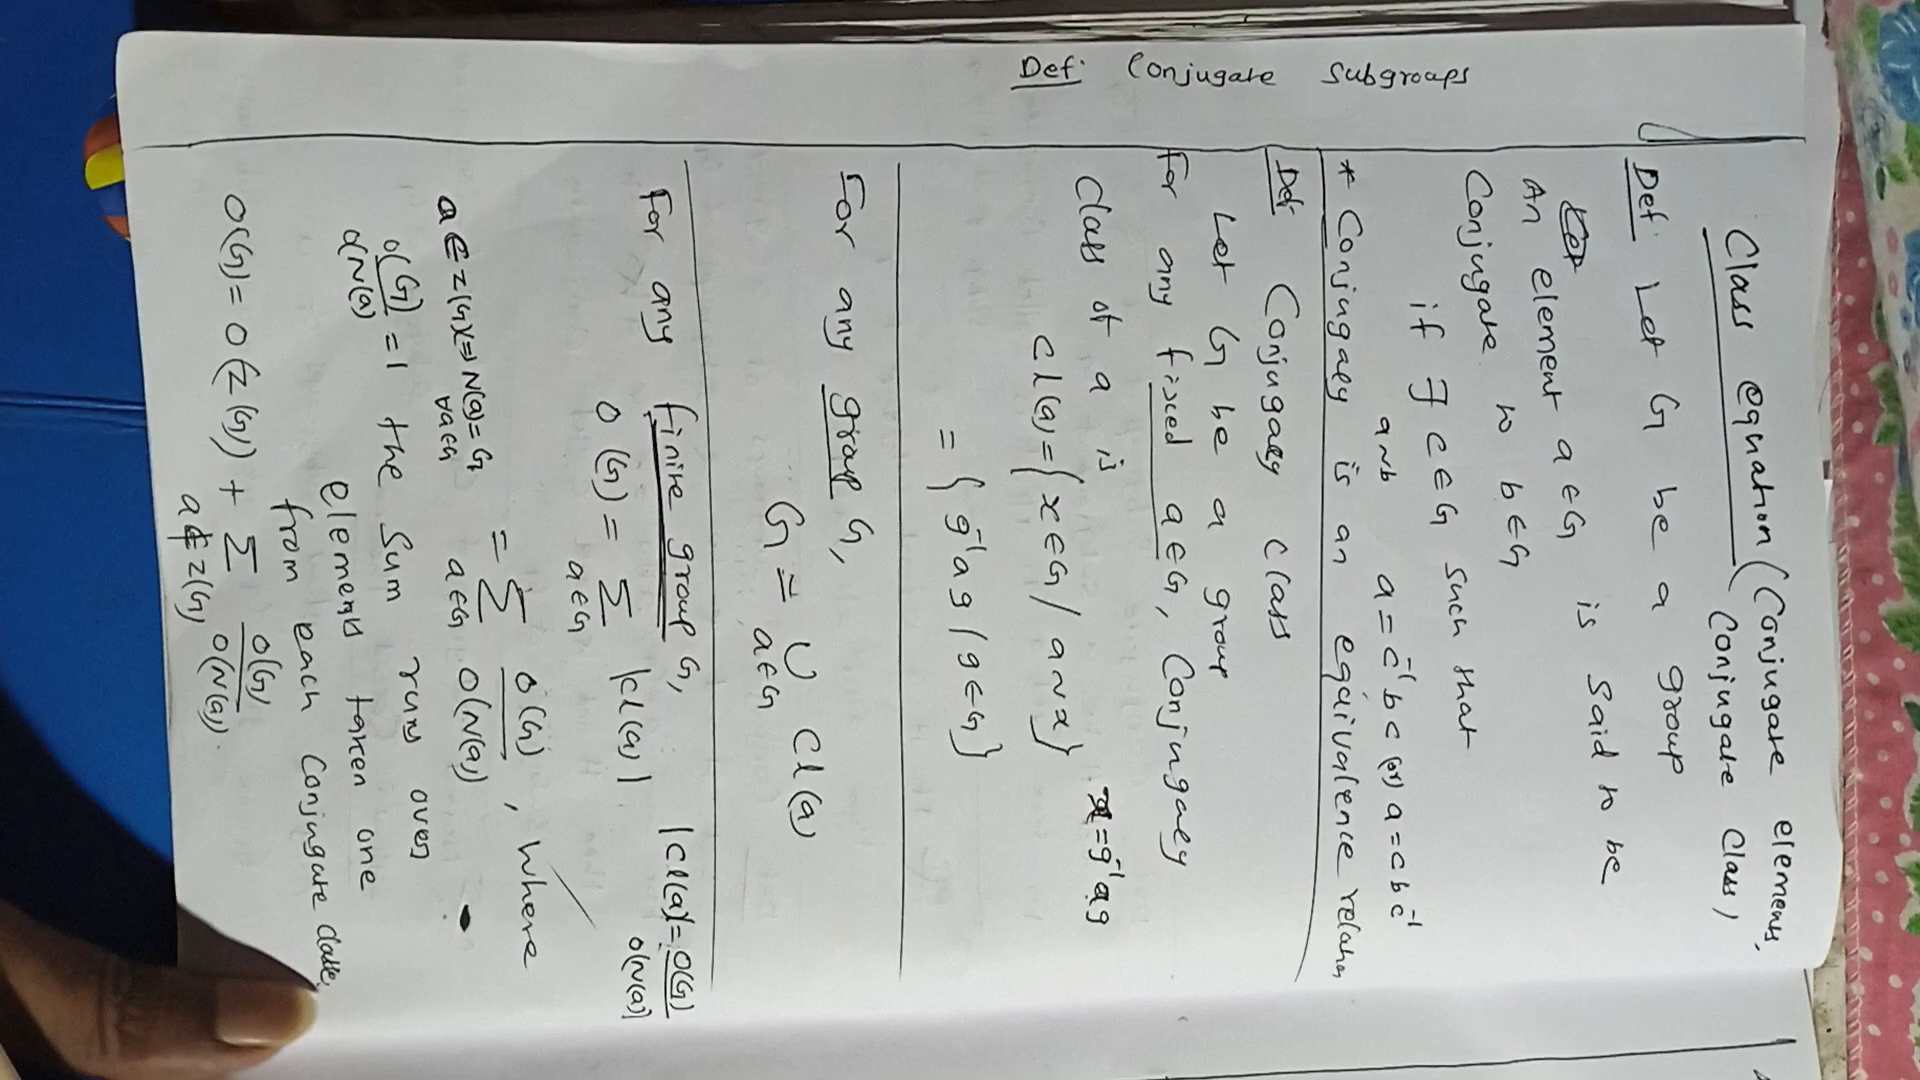 Class equation (Conjugate elements,
Conjugate class,
Def: Let G be a group
An element a ∈ G is said to be
Conjugate to b ∈ G
if ∃ c ∈ G such that
a~b a = c⁻¹bc (or) a = cbc⁻¹
* Conjugacy is an equivalence relation
Def: Conjugacy class
Let G be a group
For any fixed a ∈ G, Conjugacy
Class of a is
cl(a) = {x ∈ G / a~x} x = g⁻¹ag
= {g⁻¹ag / g ∈ G}
Def: Conjugate Subgroups
For any group G,
G = ∪ cl(a)
a∈G
For any finite group G, |cl(a)| = O(G)/O(N(a))
O(G) = Σ |cl(a)|
a∈G
= Σ O(G)/O(N(a)), where
a∈G
a ∈ Z(G) ⇔ N(a) = G
∀a∈G
O(G)/O(N(a)) = 1 the sum runs over
elements taken one
from each Conjugate class.
O(G) = O(Z(G)) + Σ O(G)/O(N(a)).
a∉Z(G)